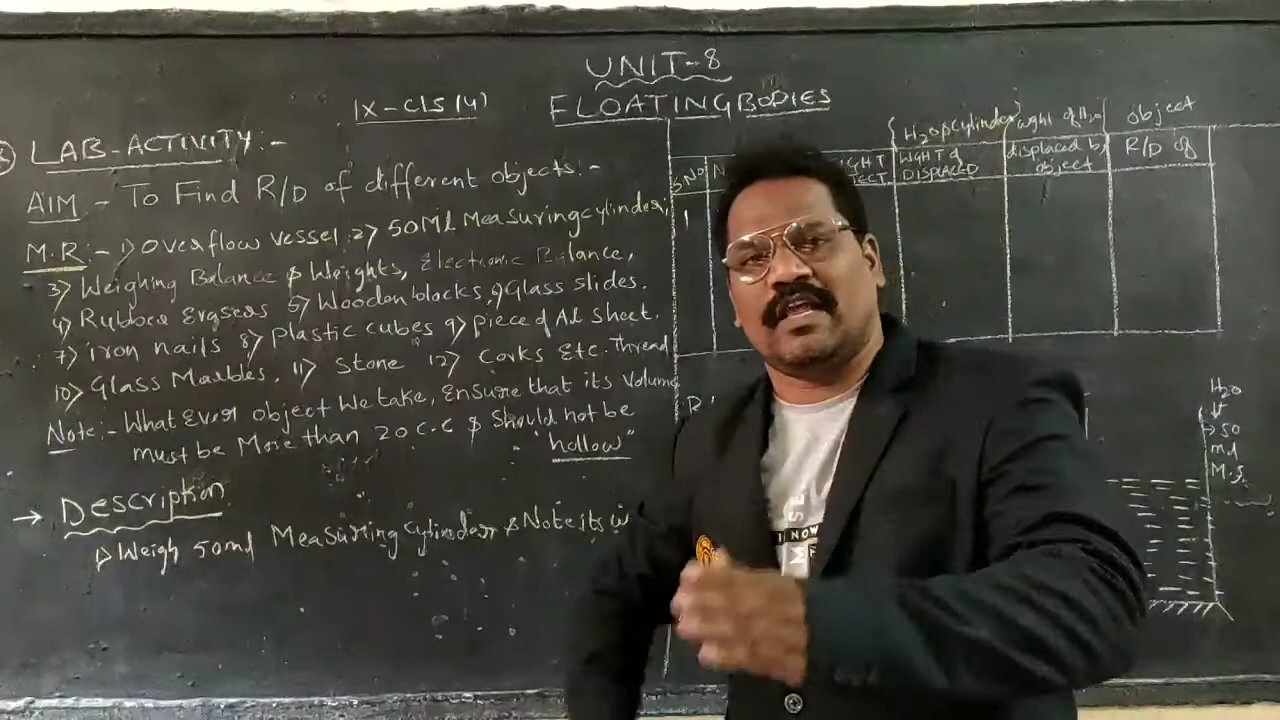 UNIT-8
IX-CLS (4)
FLOATING BODIES
LAB-ACTIVITY:-
AIM:- To Find R/D of different objects:-
M.R:- 1) Overflow vessel, 2) 50ML Measuring cylinder;
3) Weighing Balance & Weights, Electronic Balance,
4) Rubber Erasers 5) Wooden blocks, 6) Glass slides.
7) iron nails 8) Plastic cubes 9) piece of Al sheet.
10) Glass Marbles, 11) Stone 12) Corks Etc. Thread
Note:- What Ever object We take, Ensure that its Volume
must be More than 20 C.C & Should not be
"hollow"
→ Description
1) Weigh 50ml Measuring cylinder & Note its w
S.No
1
WGHT of
DISPLACED
wght of H2O
displaced by
object
object
R/D of
H2O
50
ml
I NOW